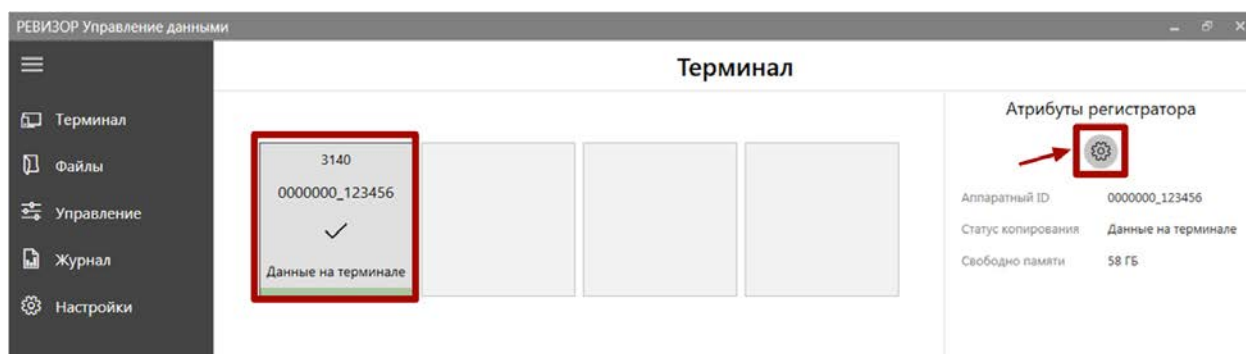 РЕВИЗОР Управление данными
Терминал
Терминал
Файлы
Управление
Журнал
Настройки
3140
0000000_123456
Данные на терминале
Атрибуты регистратора
Аппаратный ID 0000000_123456
Статус копирования Данные на терминале
Свободно памяти 58 ГБ